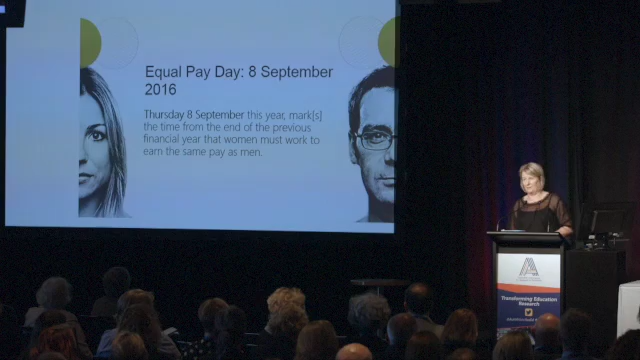 Equal Pay Day: 8 September
2016
Thursday 8 September this year, mark[s]
the time from the end of the previous
financial year that women must work to
earn the same pay as men.
Transforming Education
Research